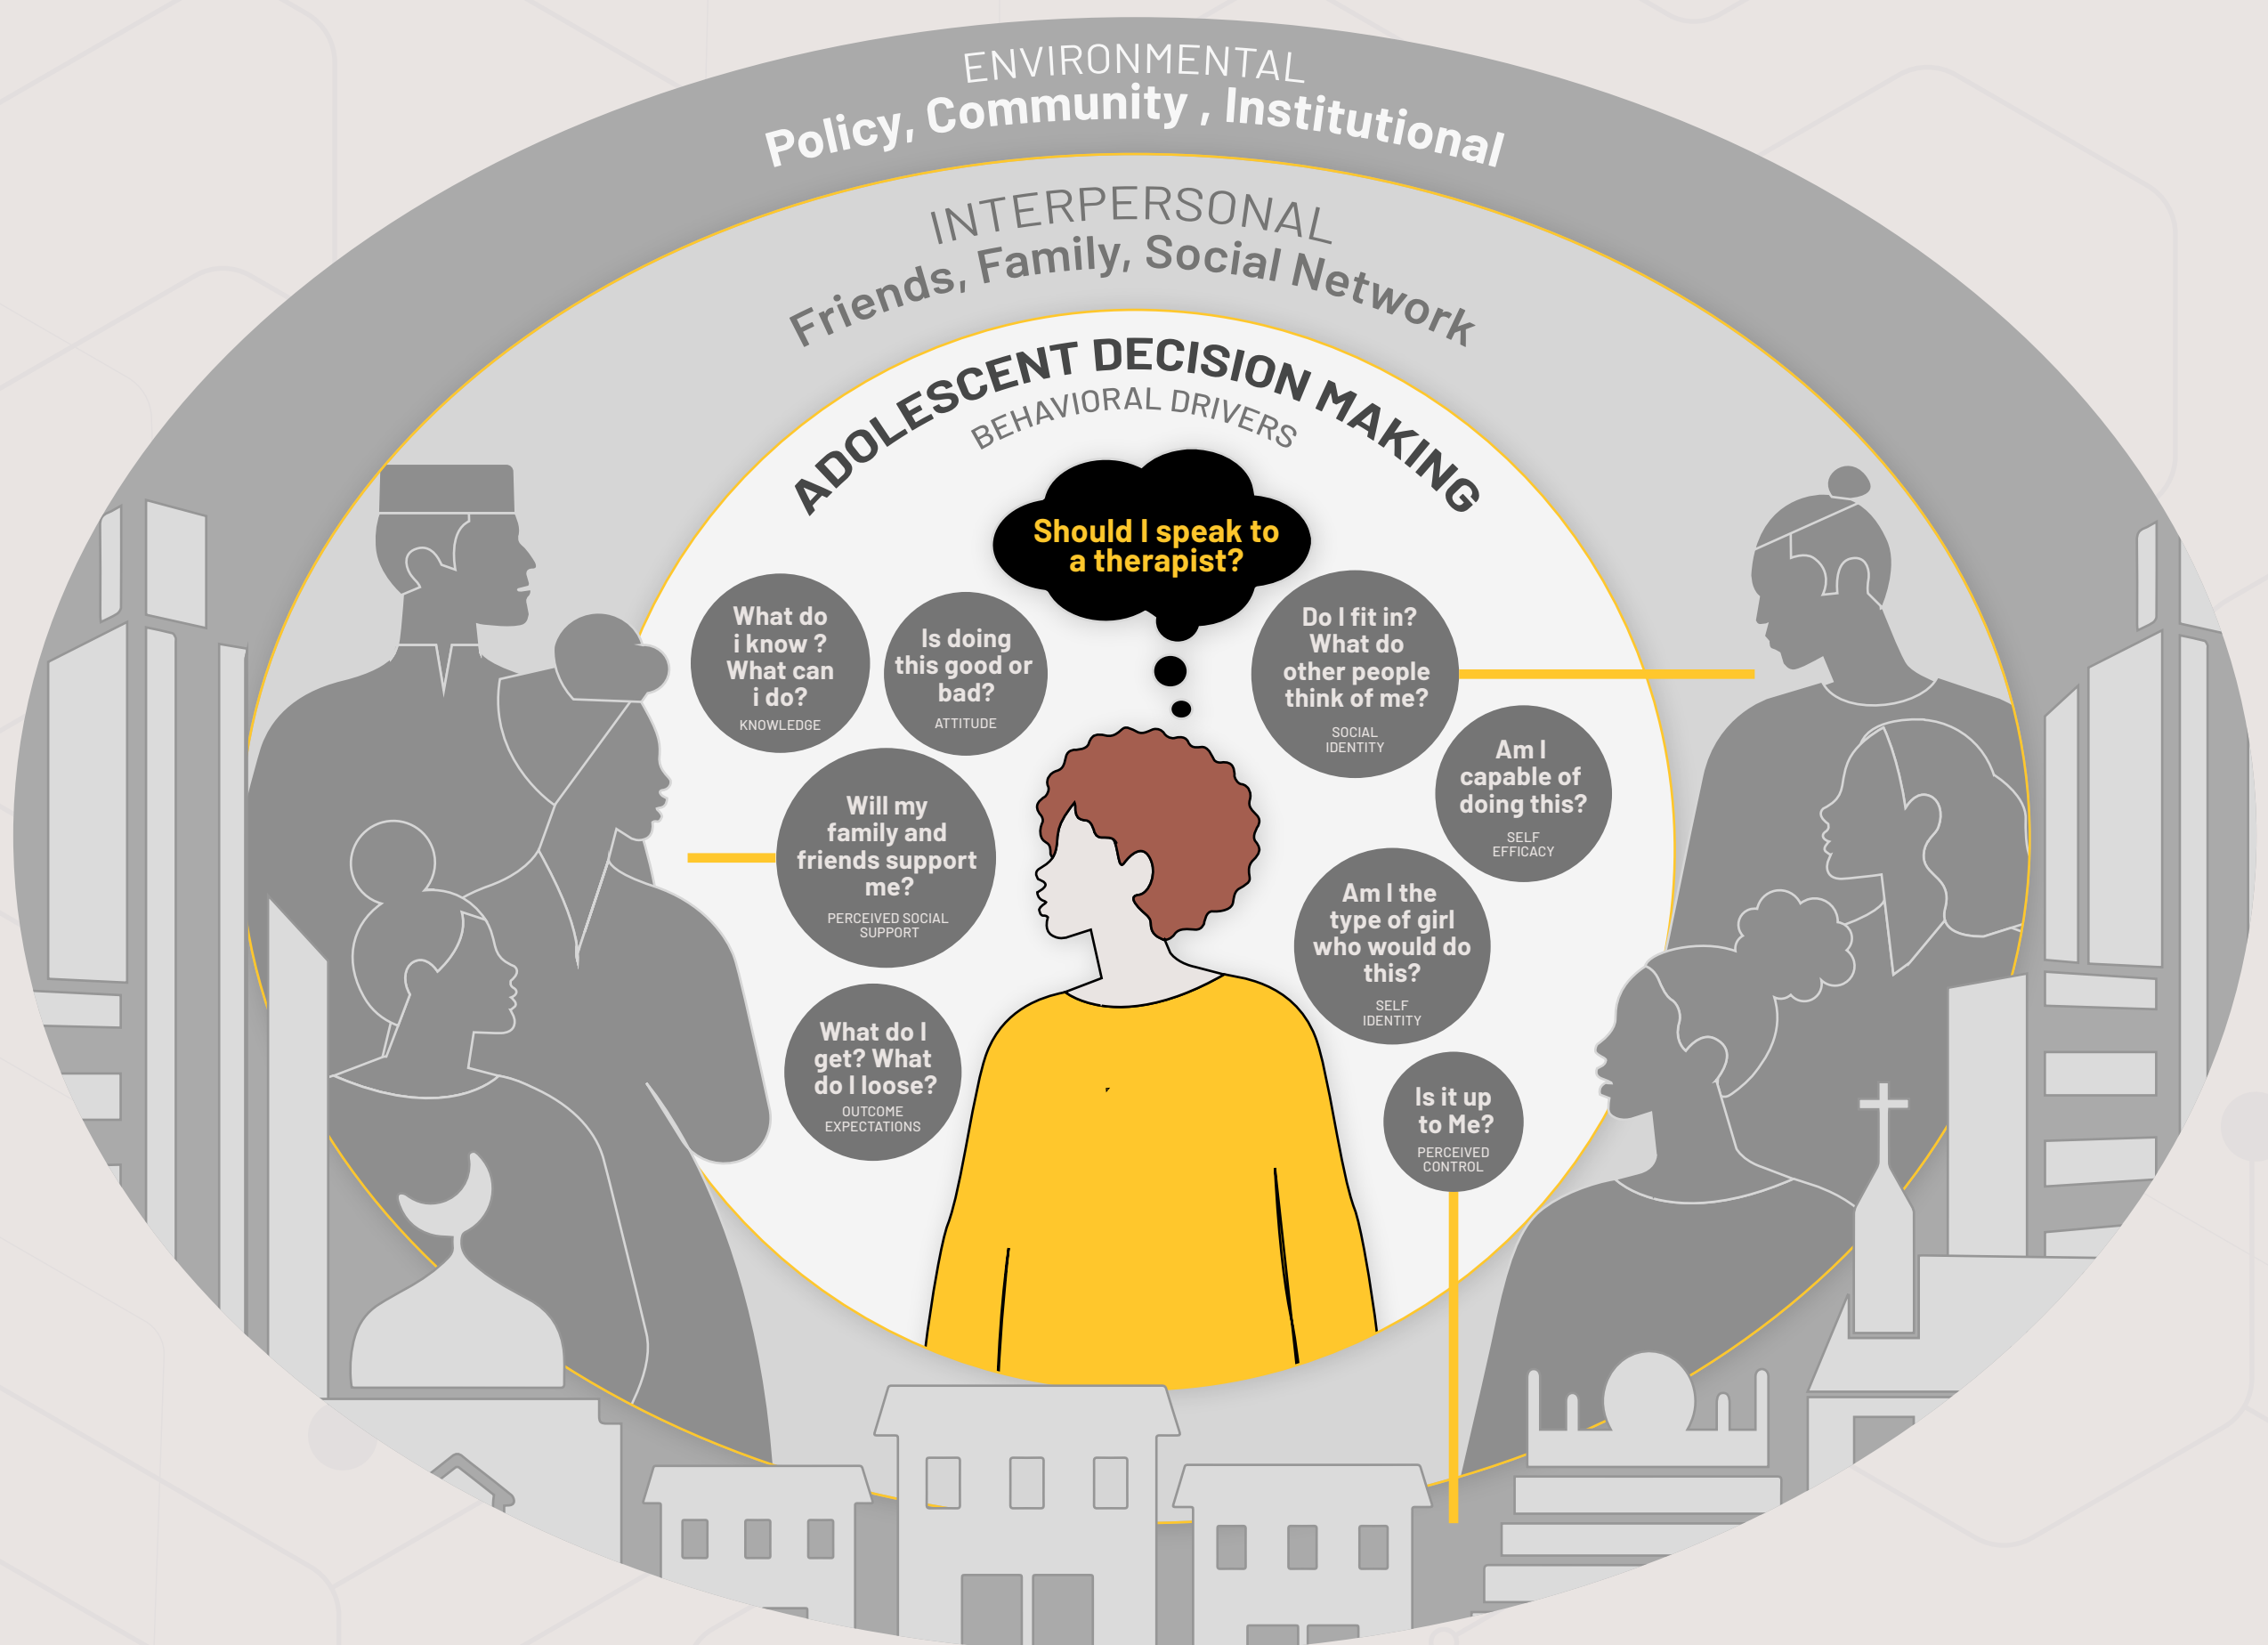 ENVIRONMENTAL
Policy, Community , Institutional
INTERPERSONAL
Friends, Family, Social Network
ADOLESCENT DECISION MAKING
BEHAVIORAL DRIVERS
Should I speak to
a therapist?
What do
i know ?
What can
i do?
KNOWLEDGE
Is doing
this good or
bad?
ATTITUDE
Do I fit in?
What do
other people
think of me?
SOCIAL
IDENTITY
Am I
capable of
doing this?
SELF
EFFICACY
Will my
family and
friends support
me?
PERCEIVED SOCIAL
SUPPORT
Am I the
type of girl
who would do
this?
SELF
IDENTITY
What do I
get? What
do I loose?
OUTCOME
EXPECTATIONS
Is it up
to Me?
PERCEIVED
CONTROL